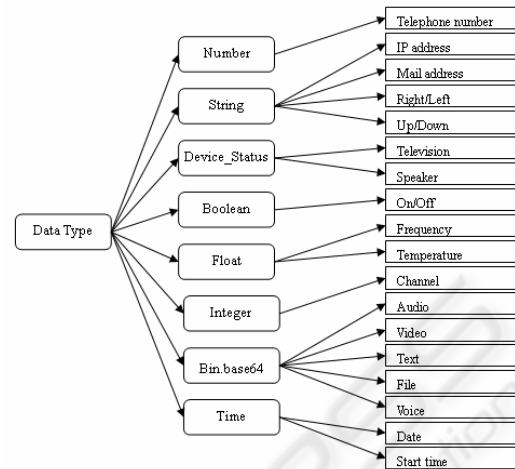 Telephone number
IP address
Number
Mail address
String
Right/Left
Up/Down
Device_Status
Television
Speaker
Boolean
On/Off
Data Type
Frequency
Float
Temperature
Integer
Channel
Audio
Bin.base64
Video
Text
File
Time
Voice
Date
Start time